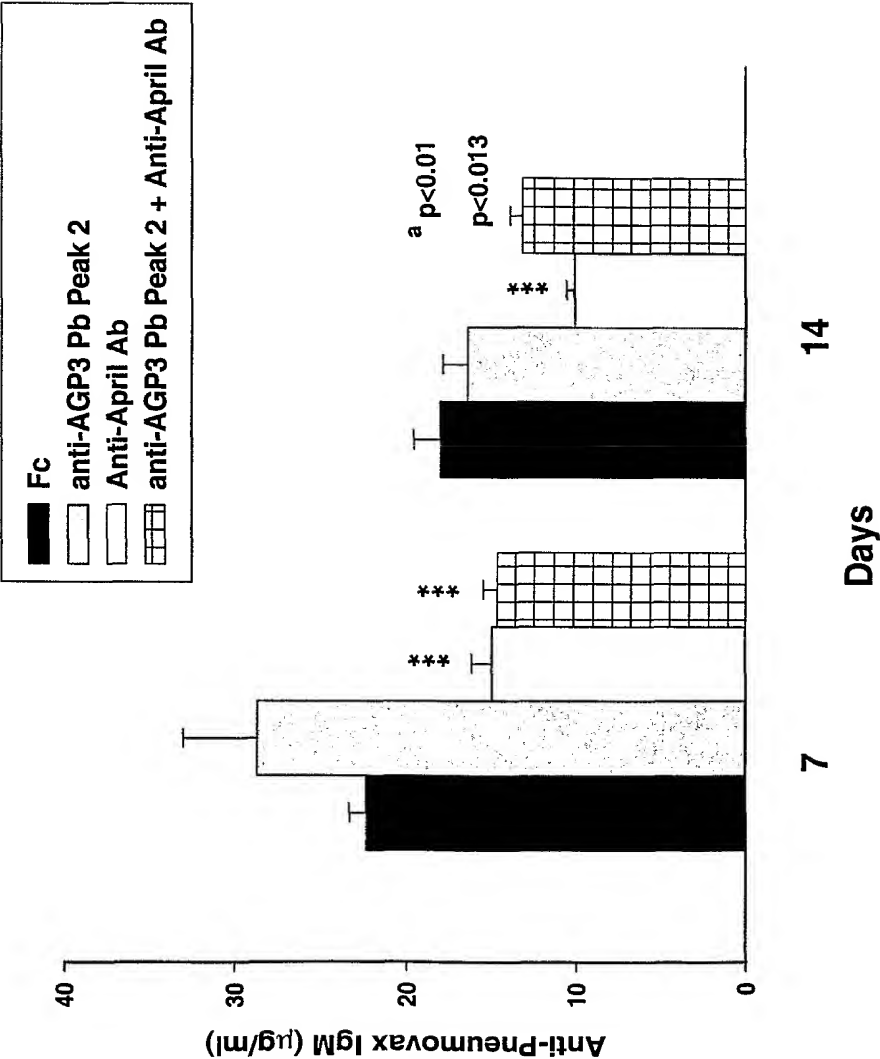 Fc
anti-AGP3 Pb Peak 2
Anti-April Ab
anti-AGP3 Pb Peak 2 + Anti-April Ab
Anti-Pneumovax IgM (μg/ml)
40
30
20
10
0
***
***
***
a p<0.01
p<0.013
7
14
Days